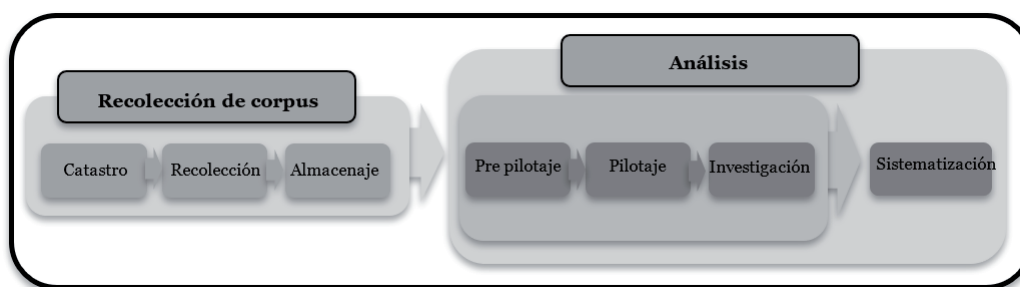 Análisis
Recolección de corpus
Catastro
Recolección
Almacenaje
Pre pilotaje
Pilotaje
Investigación
Sistematización